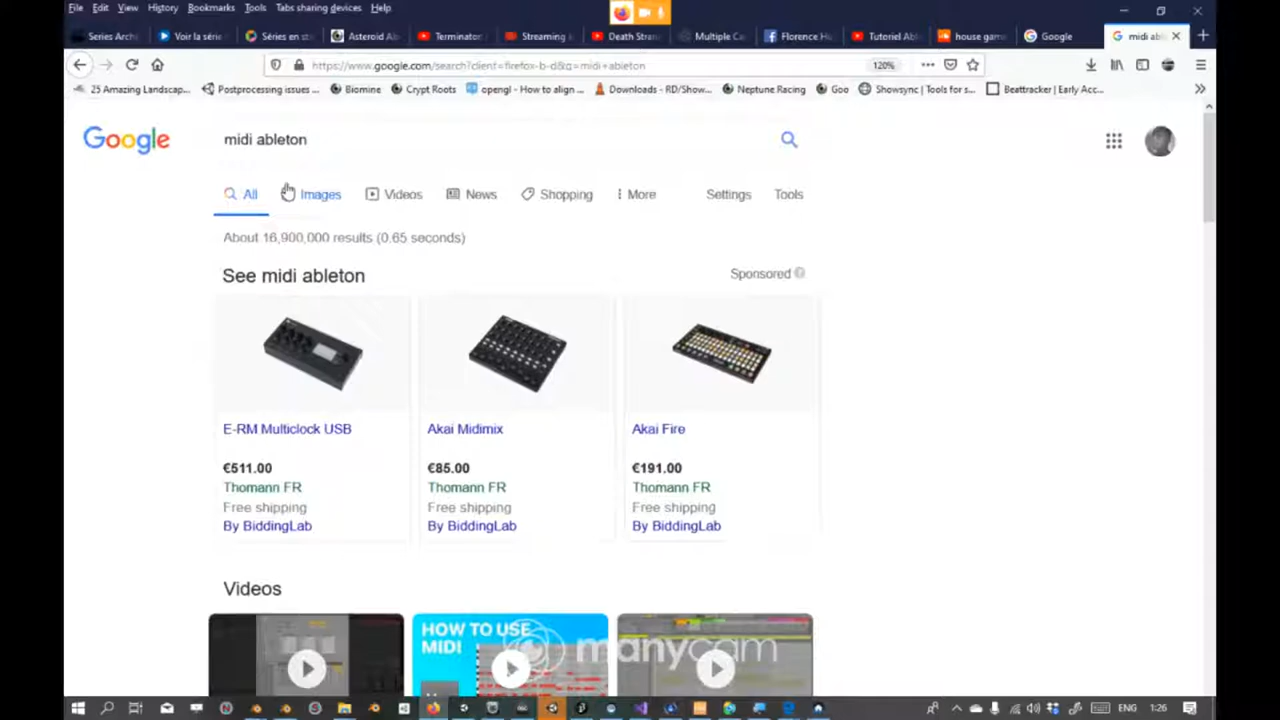 File Edit View History Bookmarks Tools Tabs sharing devices Help
Series Arch Voir la série Séries en st Asteroid Ab Terminator Streaming Death Stran Multiple Ca Florence Ha Tutoriel Abl house gam Google midi abl
https://www.google.com/search?client=firefox-b-d&q=midi+ableton 120%
25 Amazing Landscap... Postprocessing issues ... Biomine Crypt Roots opengl - How to align ... Downloads - RD/Show... Neptune Racing Goo Showsync | Tools for s... Beattracker | Early Acc...
Google midi ableton
All Images Videos News Shopping More Settings Tools
About 16,900,000 results (0.65 seconds)
See midi ableton Sponsored
E-RM Multiclock USB Akai Midimix Akai Fire
€511.00 €85.00 €191.00
Thomann FR Thomann FR Thomann FR
Free shipping Free shipping Free shipping
By BiddingLab By BiddingLab By BiddingLab
Videos
HOW TO USE
MIDI
manycam
ENG 1:26